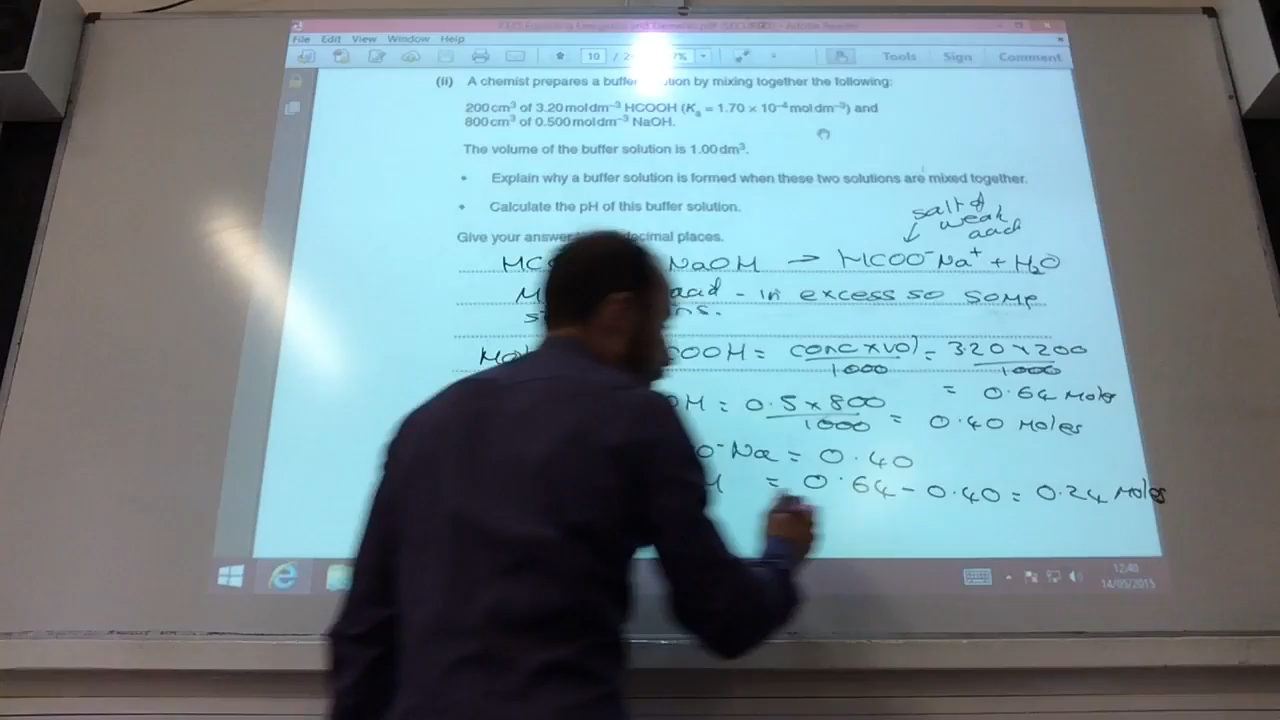 File Edit View Window Help
10 / 2
Tools Sign Comment
(ii) A chemist prepares a buffer solution by mixing together the following:
200 cm³ of 3.20 mol dm⁻³ HCOOH (Kₐ = 1.70 × 10⁻⁴ mol dm⁻³) and
800 cm³ of 0.500 mol dm⁻³ NaOH.
The volume of the buffer solution is 1.00 dm³.
• Explain why a buffer solution is formed when these two solutions are mixed together.
• Calculate the pH of this buffer solution.
Give your answer decimal places.
salt of
weak
acid
NaOH → HCOO⁻Na⁺ + H₂O
acid - in excess so some
COOH = conc x vol = 3.20 x 200
1000 1000
= 0.64 Moles
OH = 0.5 x 800
1000 = 0.40 Moles
O⁻Na = 0.40
= 0.64 - 0.40 = 0.24 Moles
12:40
14/05/2015